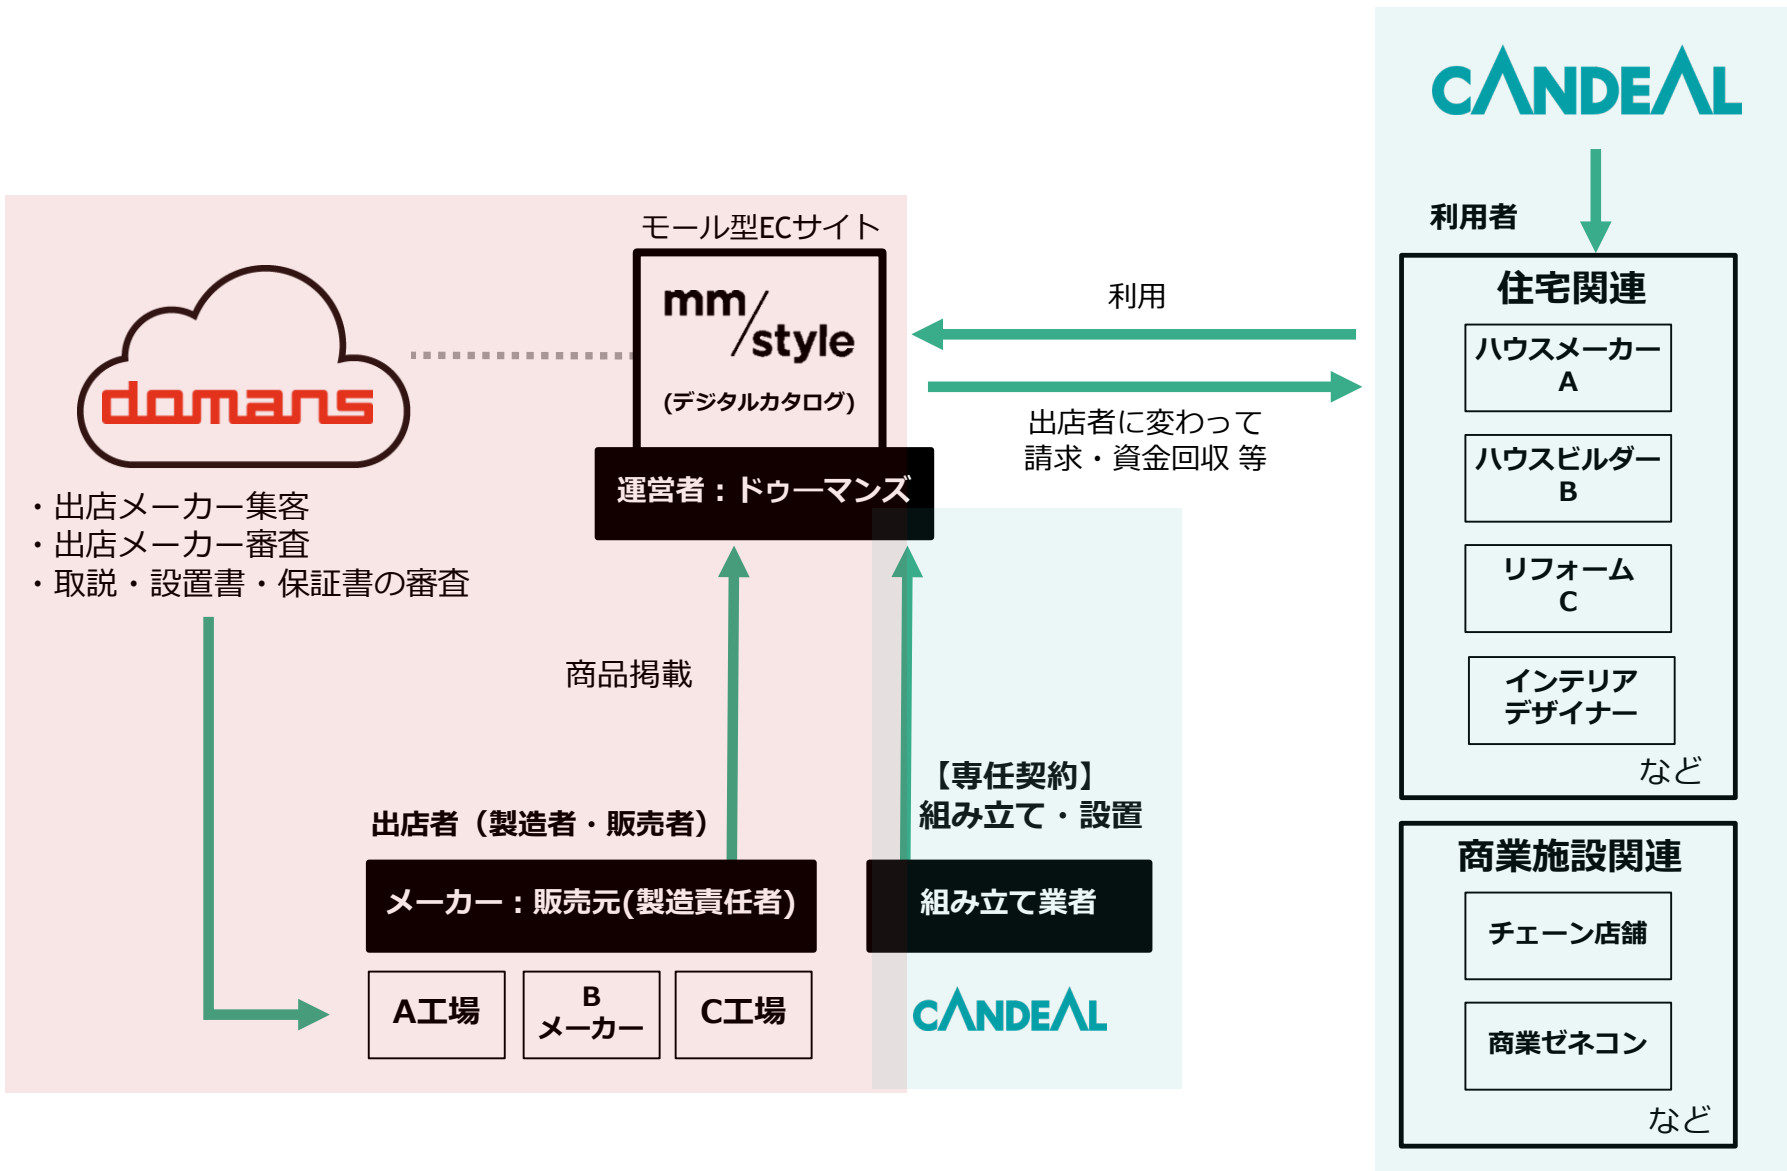 CANDEAL
利用者
住宅関連
ハウスメーカー
A
ハウスビルダー
B
リフォーム
C
インテリア
デザイナー
など
商業施設関連
チェーン店舗
商業ゼネコン
など
モール型ECサイト
mm/
style
(デジタルカタログ)
運営者：ドゥーマンズ
利用
出店者に変わって
請求・資金回収 等
domans
・出店メーカー集客
・出店メーカー審査
・取説・設置書・保証書の審査
商品掲載
出店者（製造者・販売者）
メーカー：販売元(製造責任者)
A工場
B
メーカー
C工場
【専任契約】
組み立て・設置
組み立て業者
CANDEAL